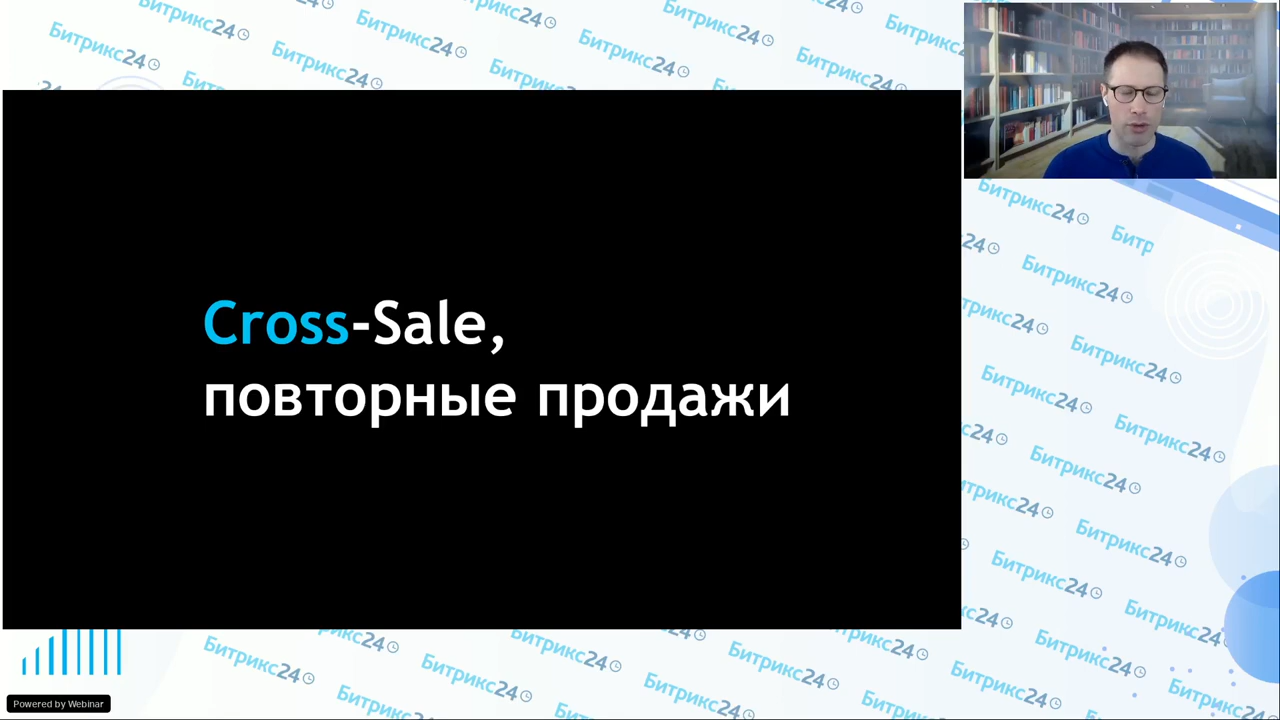 Cross-Sale,
повторные продажи
Битрикс24
Powered by Webinar